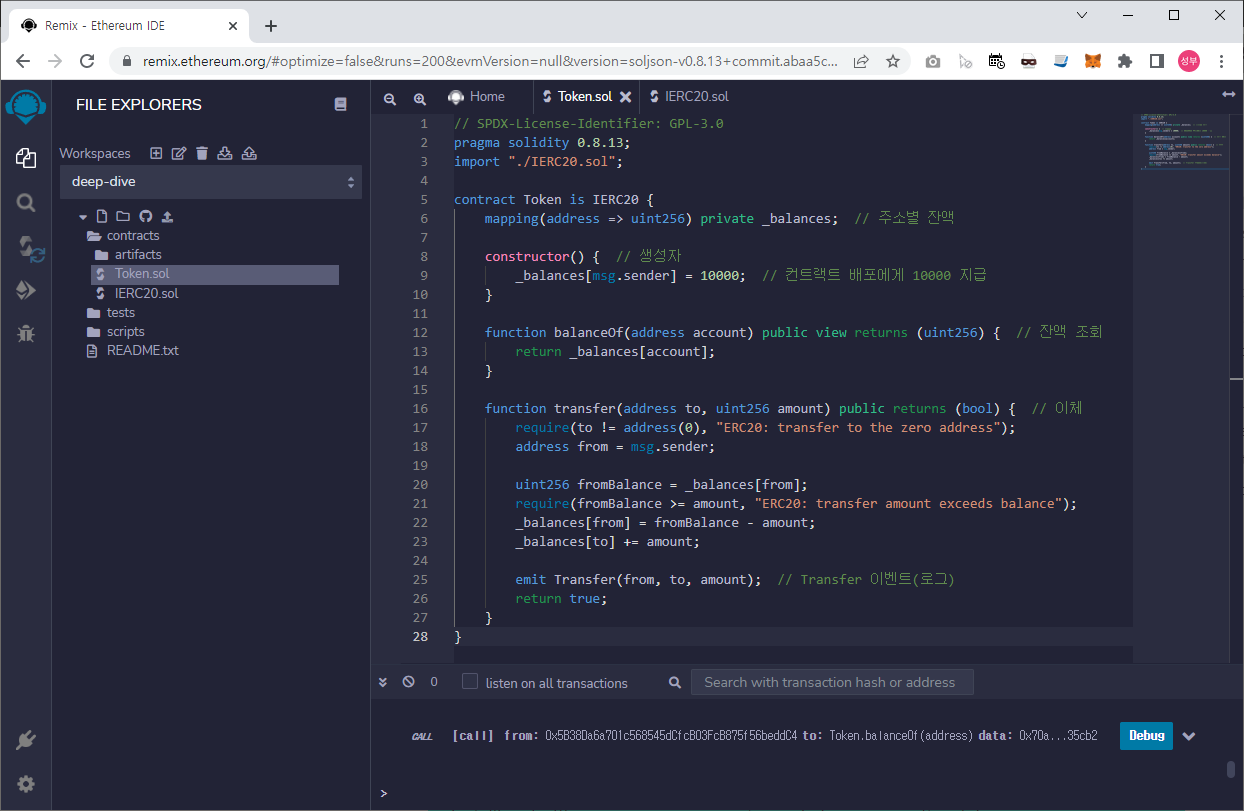 Remix - Ethereum IDE
remix.ethereum.org/#optimize=false&runs=200&evmVersion=null&version=soljson-v0.8.13+commit.abaa5c...
성부
FILE EXPLORERS
Workspaces
deep-dive
contracts
artifacts
Token.sol
IERC20.sol
tests
scripts
README.txt
Home
Token.sol
IERC20.sol
1 // SPDX-License-Identifier: GPL-3.0
2 pragma solidity 0.8.13;
3 import "./IERC20.sol";
4
5 contract Token is IERC20 {
6 mapping(address => uint256) private _balances;  // 주소별 잔액
7
8 constructor() {  // 생성자
9 _balances[msg.sender] = 10000;  // 컨트랙트 배포에게 10000 지급
10 }
11
12 function balanceOf(address account) public view returns (uint256) {  // 잔액 조회
13 return _balances[account];
14 }
15
16 function transfer(address to, uint256 amount) public returns (bool) {  // 이체
17 require(to != address(0), "ERC20: transfer to the zero address");
18 address from = msg.sender;
19
20 uint256 fromBalance = _balances[from];
21 require(fromBalance >= amount, "ERC20: transfer amount exceeds balance");
22 _balances[from] = fromBalance - amount;
23 _balances[to] += amount;
24
25 emit Transfer(from, to, amount);  // Transfer 이벤트(로그)
26 return true;
27 }
28 }
0
listen on all transactions
Search with transaction hash or address
CALL [call] from: 0x5B38Da6a701c568545dCfcB03FcB875f56beddC4 to: Token.balanceOf(address) data: 0x70a...35cb2
Debug
>